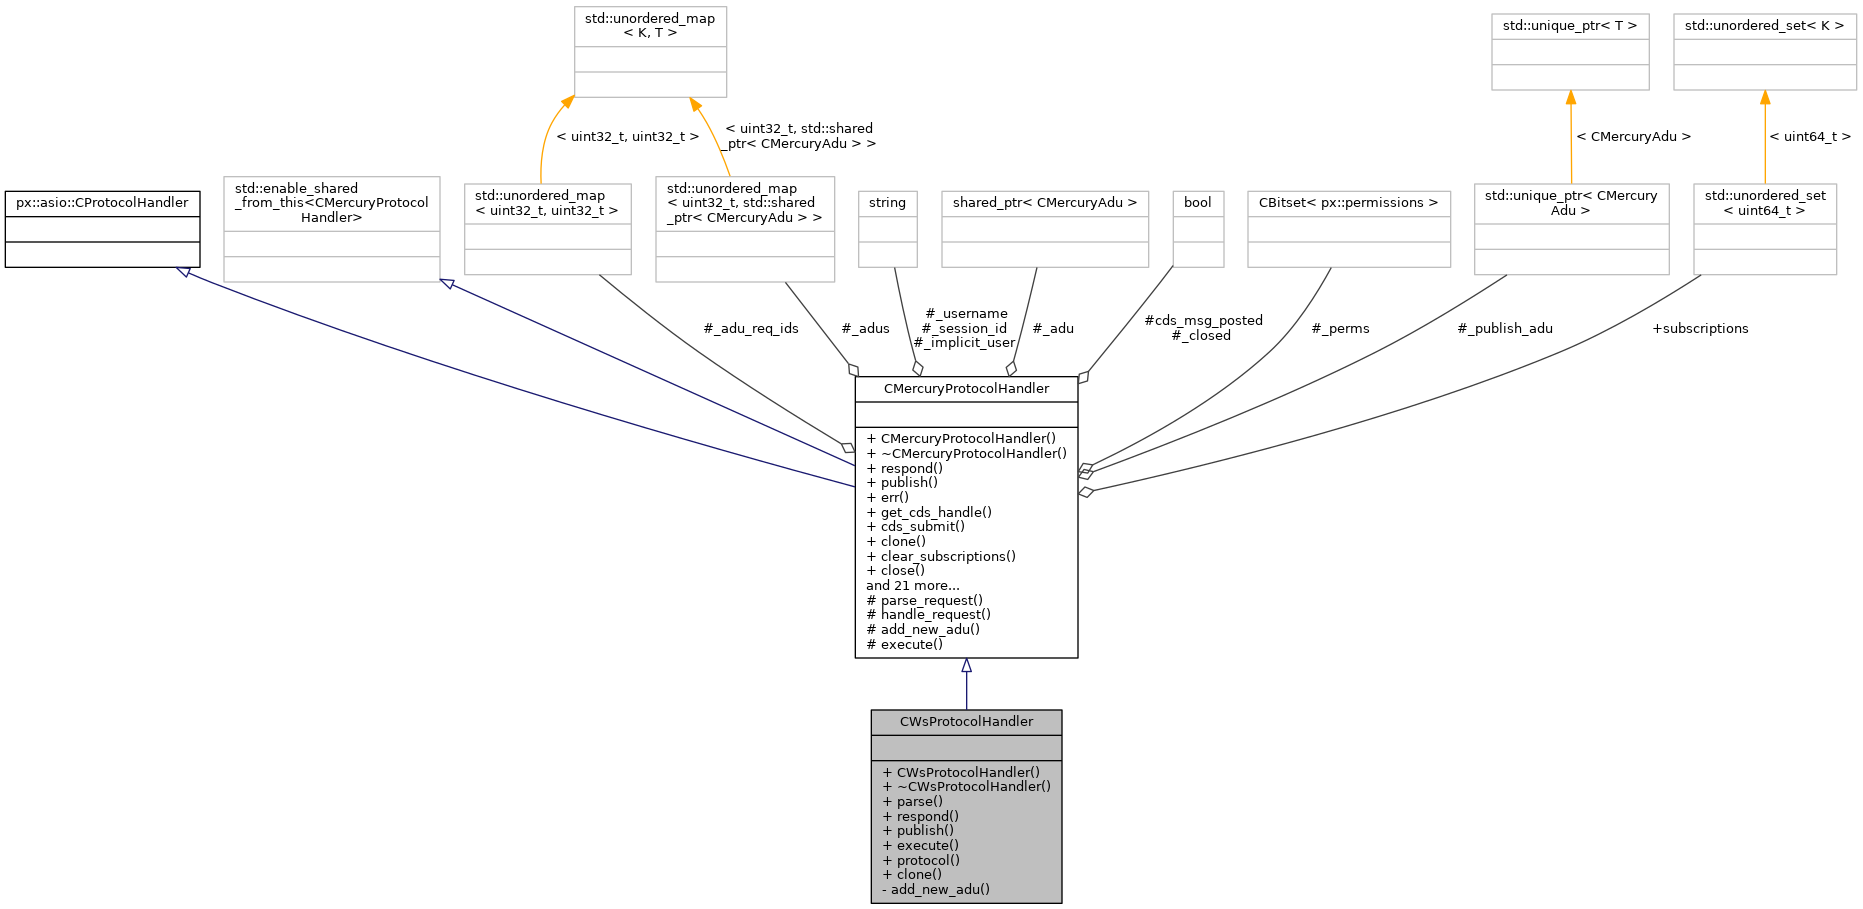 std::unordered_map
< K, T >
std::unique_ptr< T >
std::unordered_set< K >
< uint32_t, uint32_t >
< uint32_t, std::shared
_ptr< CMercuryAdu > >
< CMercuryAdu >
< uint64_t >
px::asio::CProtocolHandler
std::enable_shared
_from_this<CMercuryProtocol
Handler>
std::unordered_map
< uint32_t, uint32_t >
std::unordered_map
< uint32_t, std::shared
_ptr< CMercuryAdu > >
string
shared_ptr< CMercuryAdu >
bool
CBitset< px::permissions >
std::unique_ptr< CMercury
Adu >
std::unordered_set
< uint64_t >
#_adu_req_ids
#_adus
#_username
#_session_id
#_implicit_user
#_adu
#cds_msg_posted
#_closed
#_perms
#_publish_adu
+subscriptions
CMercuryProtocolHandler
+ CMercuryProtocolHandler()
+ ~CMercuryProtocolHandler()
+ respond()
+ publish()
+ err()
+ get_cds_handle()
+ cds_submit()
+ clone()
+ clear_subscriptions()
+ close()
and 21 more...
# parse_request()
# handle_request()
# add_new_adu()
# execute()
CWsProtocolHandler
+ CWsProtocolHandler()
+ ~CWsProtocolHandler()
+ parse()
+ respond()
+ publish()
+ execute()
+ protocol()
+ clone()
- add_new_adu()